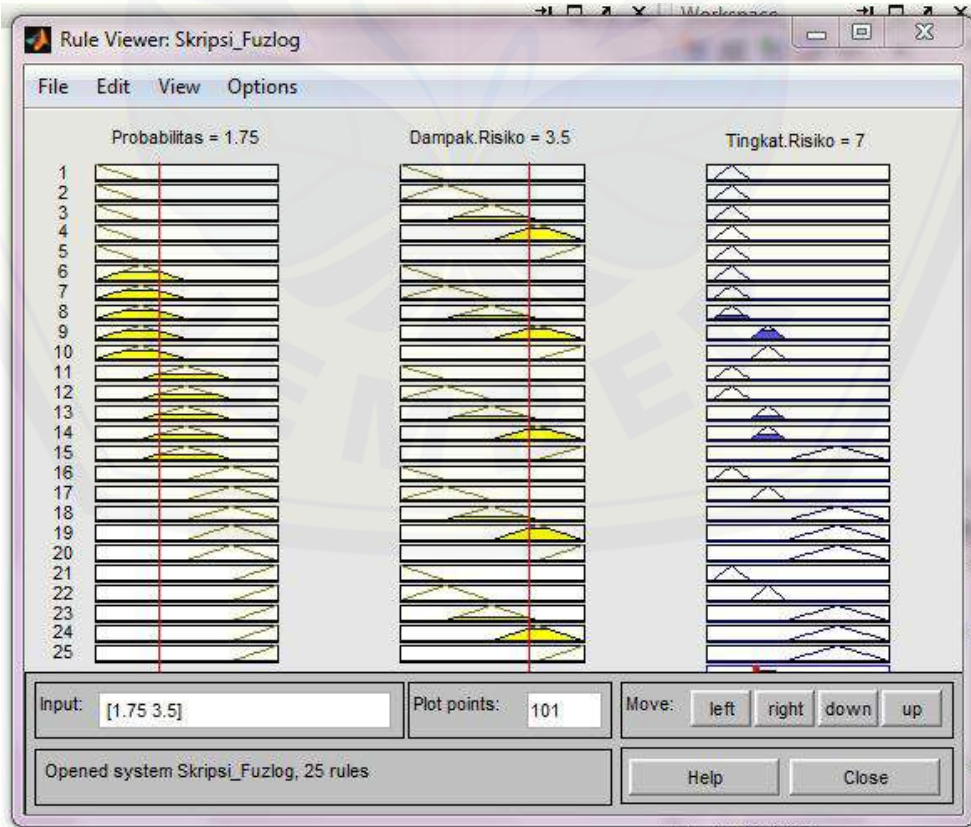 Workspace
Rule Viewer: Skripsi_Fuzlog
File Edit View Options
Probabilitas = 1.75
Dampak.Risiko = 3.5
Tingkat.Risiko = 7
1
2
3
4
5
6
7
8
9
10
11
12
13
14
15
16
17
18
19
20
21
22
23
24
25
Input: [1.75 3.5]
Plot points: 101
Move: left right down up
Opened system Skripsi_Fuzlog, 25 rules
Help Close